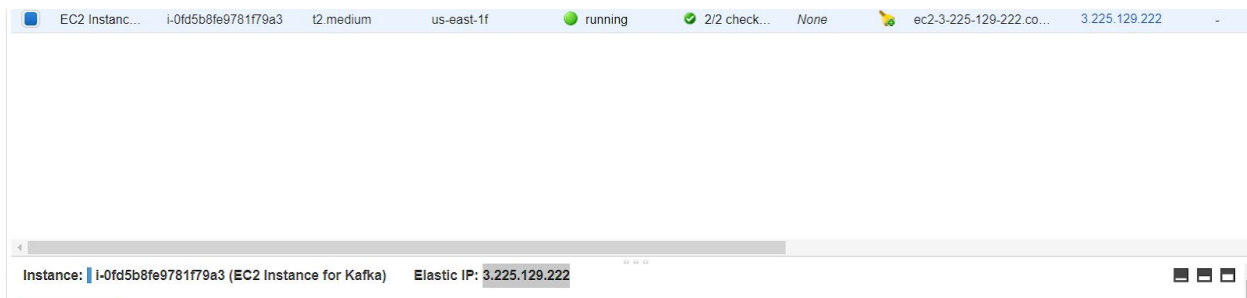 EC2 Instanc... i-0fd5b8fe9781f79a3 t2.medium us-east-1f running 2/2 check... None ec2-3-225-129-222.co... 3.225.129.222 -
Instance: i-0fd5b8fe9781f79a3 (EC2 Instance for Kafka) Elastic IP: 3.225.129.222